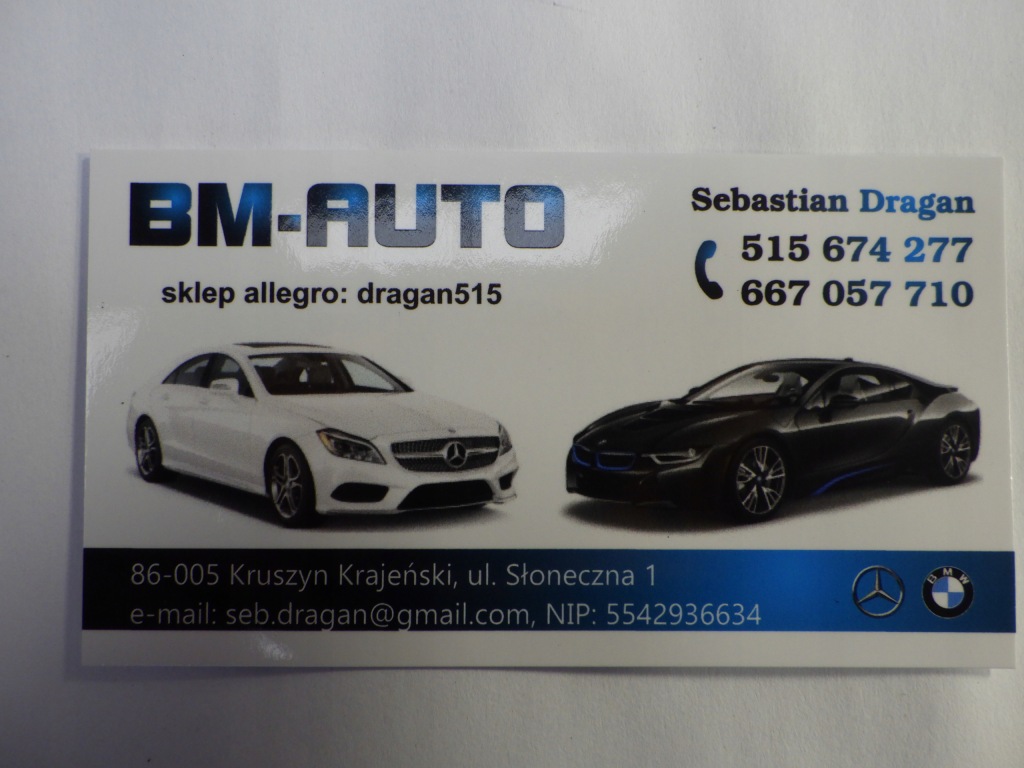 BM-AUTO
sklep allegro: dragan515
Sebastian Dragan
515 674 277
667 057 710
86-005 Kruszyn Krajeński, ul. Słoneczna 1
e-mail: seb.dragan@gmail.com, NIP: 5542936634
BMW